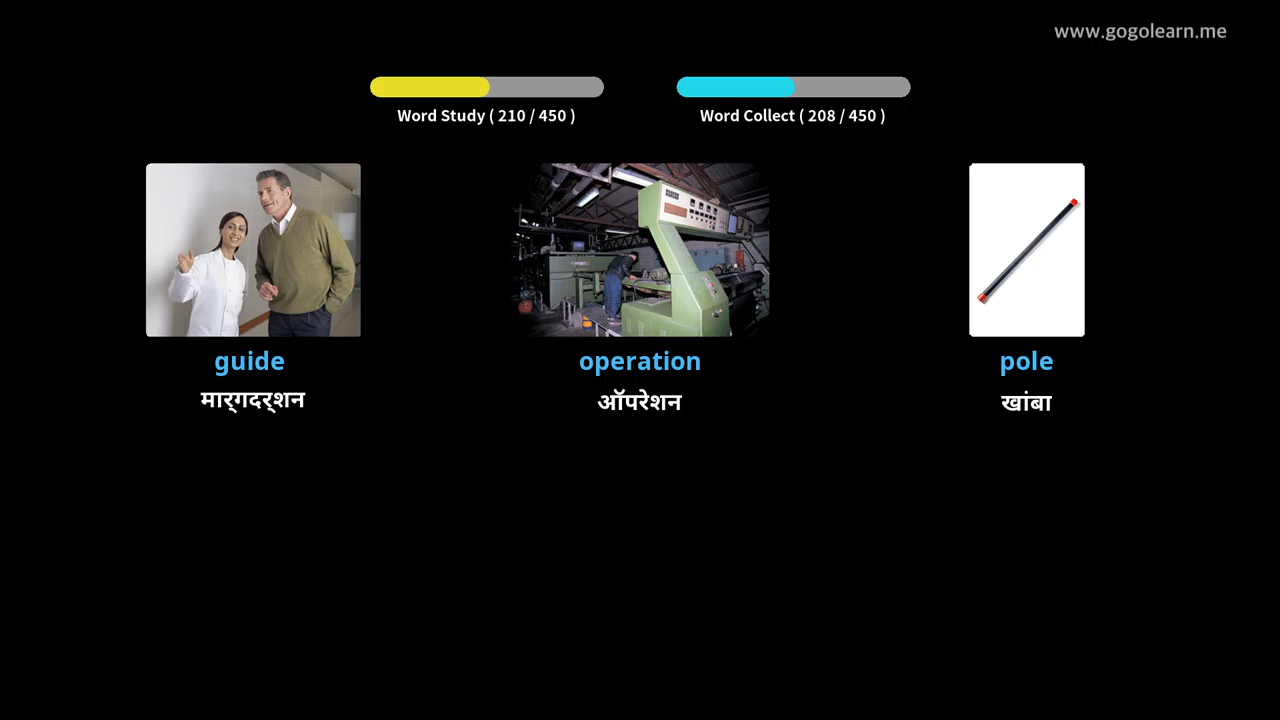 www.gogolearn.me
Word Study ( 210 / 450 )
Word Collect ( 208 / 450 )
guide
operation
pole
मार्‌गदर्‌शन
ऑपरेशन
खांबा